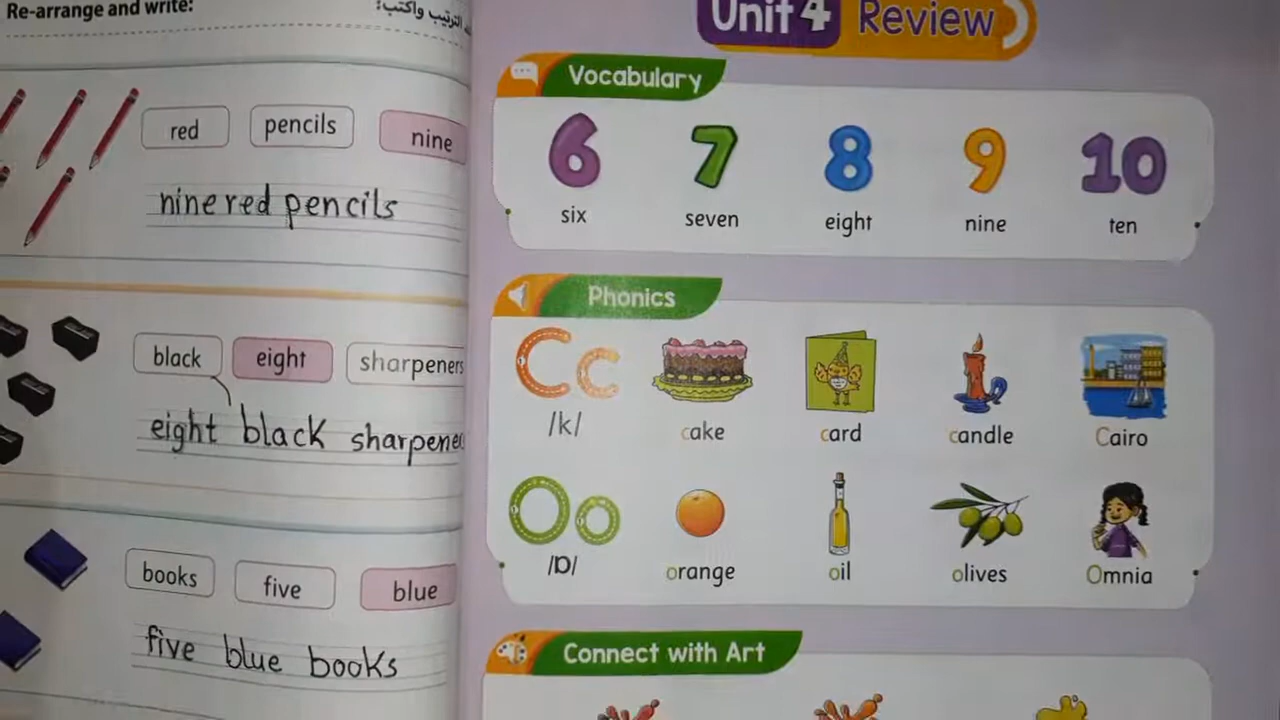 Re-arrange and write:
الترتيب واكتب:
red pencils nine
nine red pencils
black eight sharpeners
eight black
five blue books
books five blue
Unit 4 Review
Vocabulary
6 7 8 9 10
six seven eight nine ten
Phonics
Cc
/k/ cake card candle Cairo
Oo
/ɒ/ orange oil olives Omnia
Connect with Art